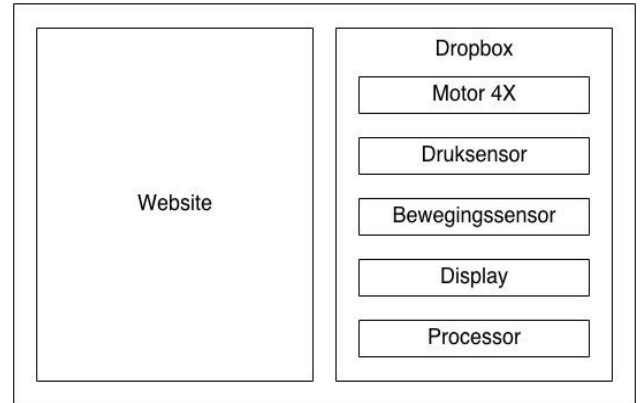 Website
Dropbox
Motor 4X
Druksensor
Bewegingssensor
Display
Processor